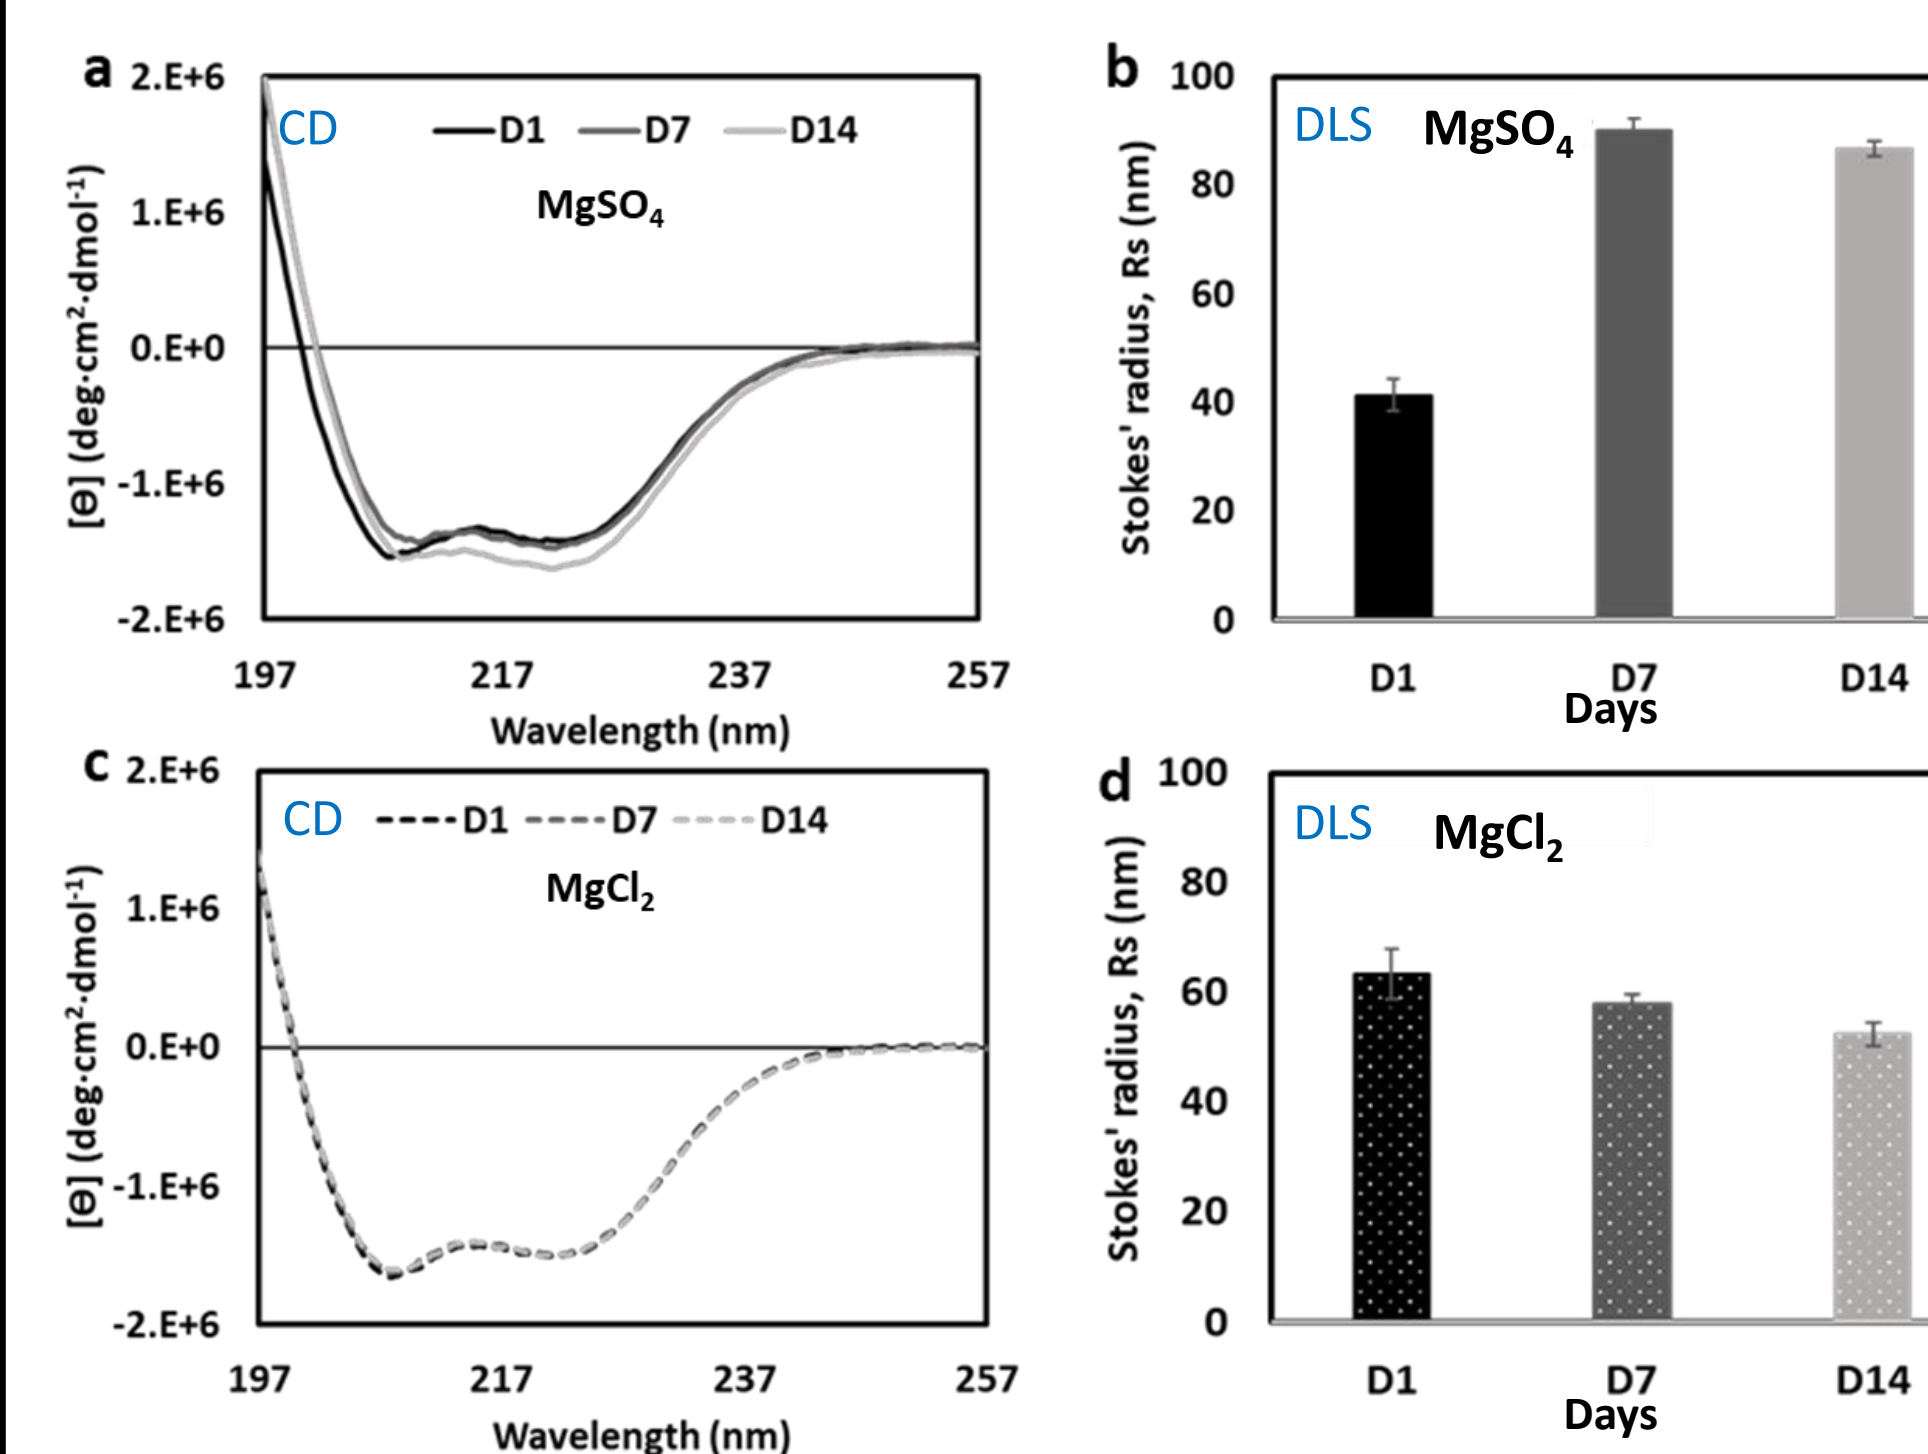 a
2.E+6
1.E+6
0.E+0
-1.E+6
-2.E+6
[Ɵ] (deg·cm²·dmol⁻¹)
CD
D1 D7 D14
MgSO₄
197 217 237 257
Wavelength (nm)
b
100
80
60
40
20
0
Stokes' radius, Rs (nm)
DLS MgSO₄
D1 D7 D14
Days
c
2.E+6
1.E+6
0.E+0
-1.E+6
-2.E+6
[Ɵ] (deg·cm²·dmol⁻¹)
CD
D1 D7 D14
MgCl₂
197 217 237 257
Wavelength (nm)
d
100
80
60
40
20
0
Stokes' radius, Rs (nm)
DLS MgCl₂
D1 D7 D14
Days